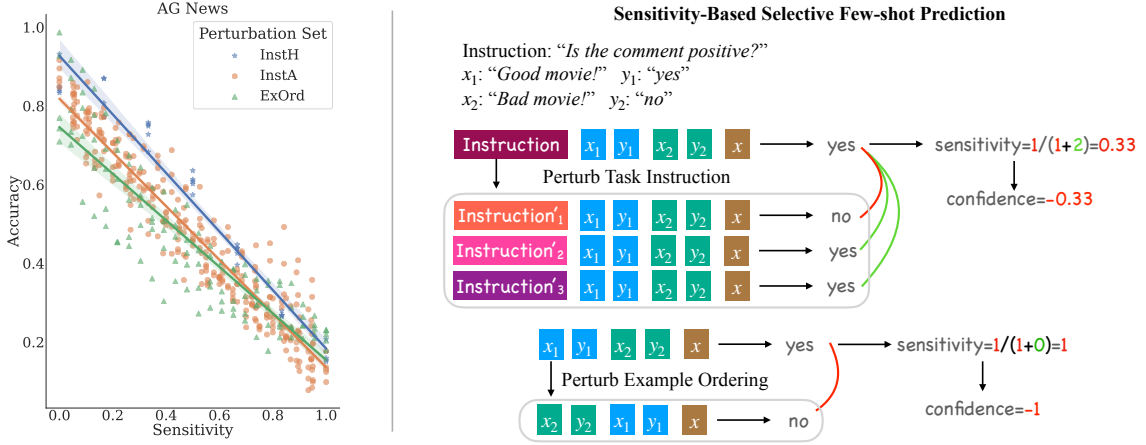 AG News
1.0
0.8
0.6
0.4
0.2
Accuracy
0.0 0.2 0.4 0.6 0.8 1.0
Sensitivity
Perturbation Set
InstH
InstA
ExOrd
Sensitivity-Based Selective Few-shot Prediction
Instruction: “Is the comment positive?”
x₁: “Good movie!” y₁: “yes”
x₂: “Bad movie!” y₂: “no”
Instruction x₁ y₁ x₂ y₂ x yes sensitivity=1/(1+2)=0.33
Perturb Task Instruction
confidence=-0.33
Instruction′₁ x₁ y₁ x₂ y₂ x no
Instruction′₂ x₁ y₁ x₂ y₂ x yes
Instruction′₃ x₁ y₁ x₂ y₂ x yes
x₁ y₁ x₂ y₂ x yes sensitivity=1/(1+0)=1
Perturb Example Ordering
x₂ y₂ x₁ y₁ x no
confidence=-1